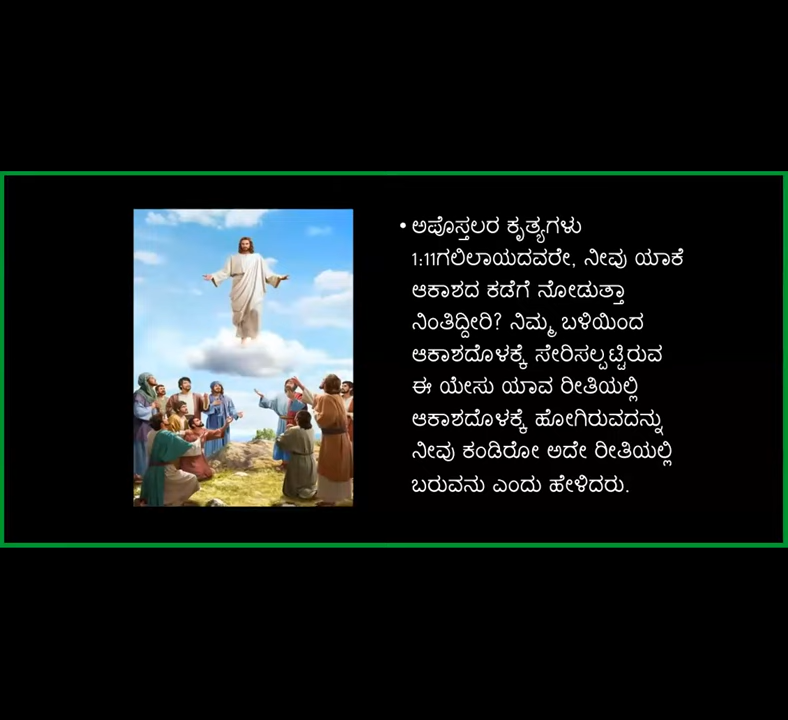 • ಅಪೊಸ್ತಲರ ಕೃತ್ಯಗಳು
1:11ಗಲಿಲಾಯದವರೇ, ನೀವು ಯಾಕೆ
ಆಕಾಶದ ಕಡೆಗೆ ನೋಡುತ್ತಾ
ನಿಂತಿದ್ದೀರಿ? ನಿಮ್ಮ ಬಳಿಯಿಂದ
ಆಕಾಶದೊಳಕ್ಕೆ ಸೇರಿಸಲ್ಪಟ್ಟಿರುವ
ಈ ಯೇಸು ಯಾವ ರೀತಿಯಲ್ಲಿ
ಆಕಾಶದೊಳಕ್ಕೆ ಹೋಗಿರುವದನ್ನು
ನೀವು ಕಂಡಿರೋ ಅದೇ ರೀತಿಯಲ್ಲಿ
ಬರುವನು ಎಂದು ಹೇಳಿದರು.